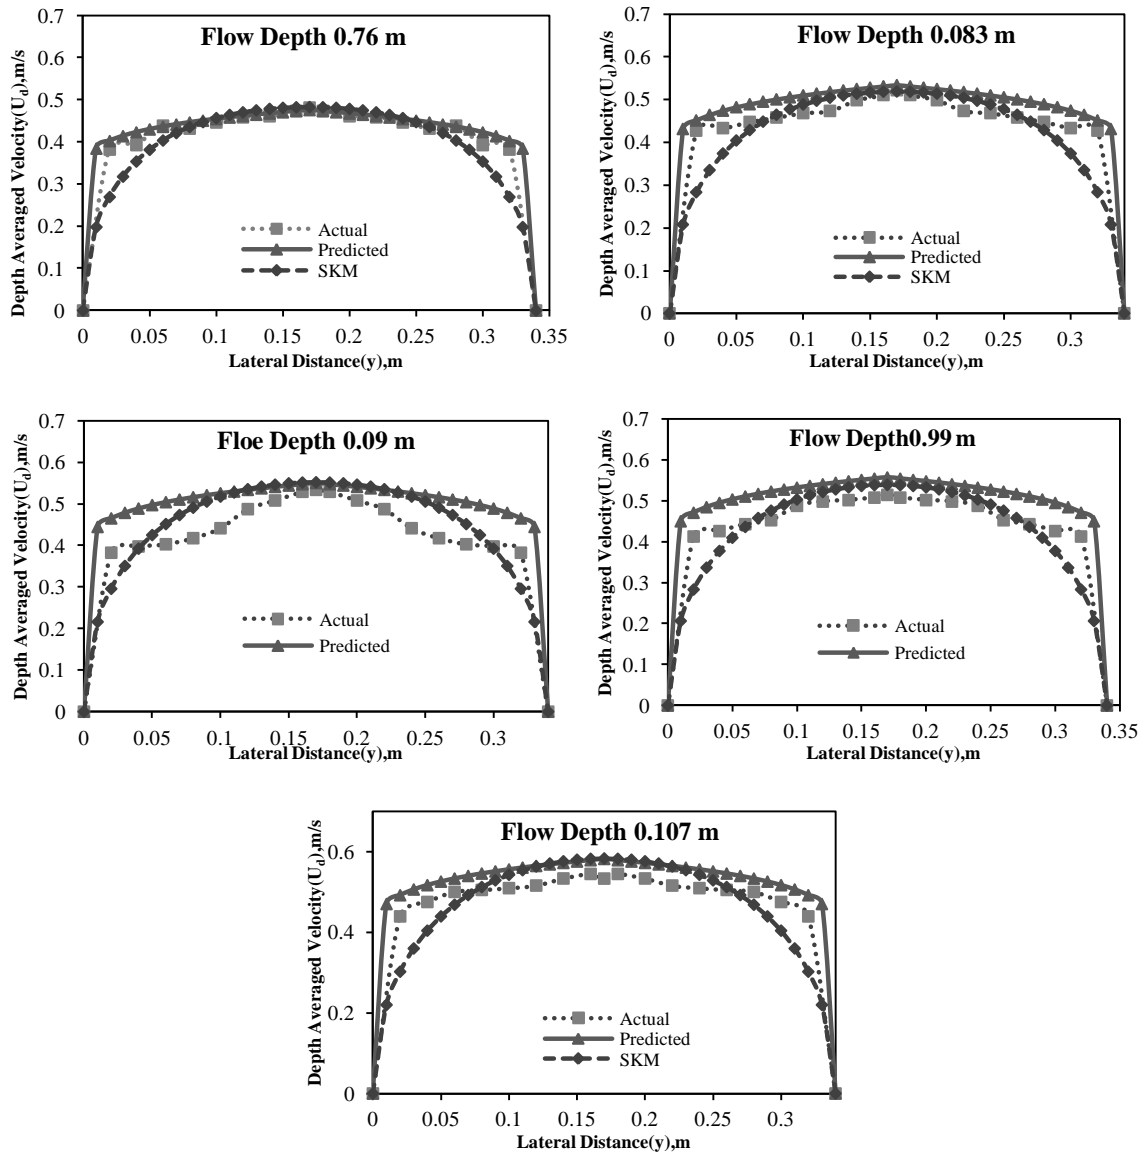 Flow Depth 0.76 m
Depth Averaged Velocity(Ud),m/s
0.7
0.6
0.5
0.4
0.3
0.2
0.1
0
Actual
Predicted
SKM
0 0.05 0.1 0.15 0.2 0.25 0.3 0.35
Lateral Distance(y),m
Flow Depth 0.083 m
Depth Averaged Velocity(Ud),m/s
0.7
0.6
0.5
0.4
0.3
0.2
0.1
0
Actual
Predicted
SKM
0 0.05 0.1 0.15 0.2 0.25 0.3
Lateral Distance(y),m
Floe Depth 0.09 m
Depth Averaged Velocity(Ud),m/s
0.7
0.6
0.5
0.4
0.3
0.2
0.1
0
Actual
Predicted
0 0.05 0.1 0.15 0.2 0.25 0.3
Lateral Distance(y),m
Flow Depth0.99 m
Depth Averaged Velocity(Ud),m/s
0.7
0.6
0.5
0.4
0.3
0.2
0.1
0
Actual
Predicted
0 0.05 0.1 0.15 0.2 0.25 0.3 0.35
Lateral Distance(y),m
Flow Depth 0.107 m
Depth Averaged Velocity(Ud),m/s
0.6
0.4
0.2
0
Actual
Predicted
SKM
0 0.05 0.1 0.15 0.2 0.25 0.3
Lateral Distance(y),m